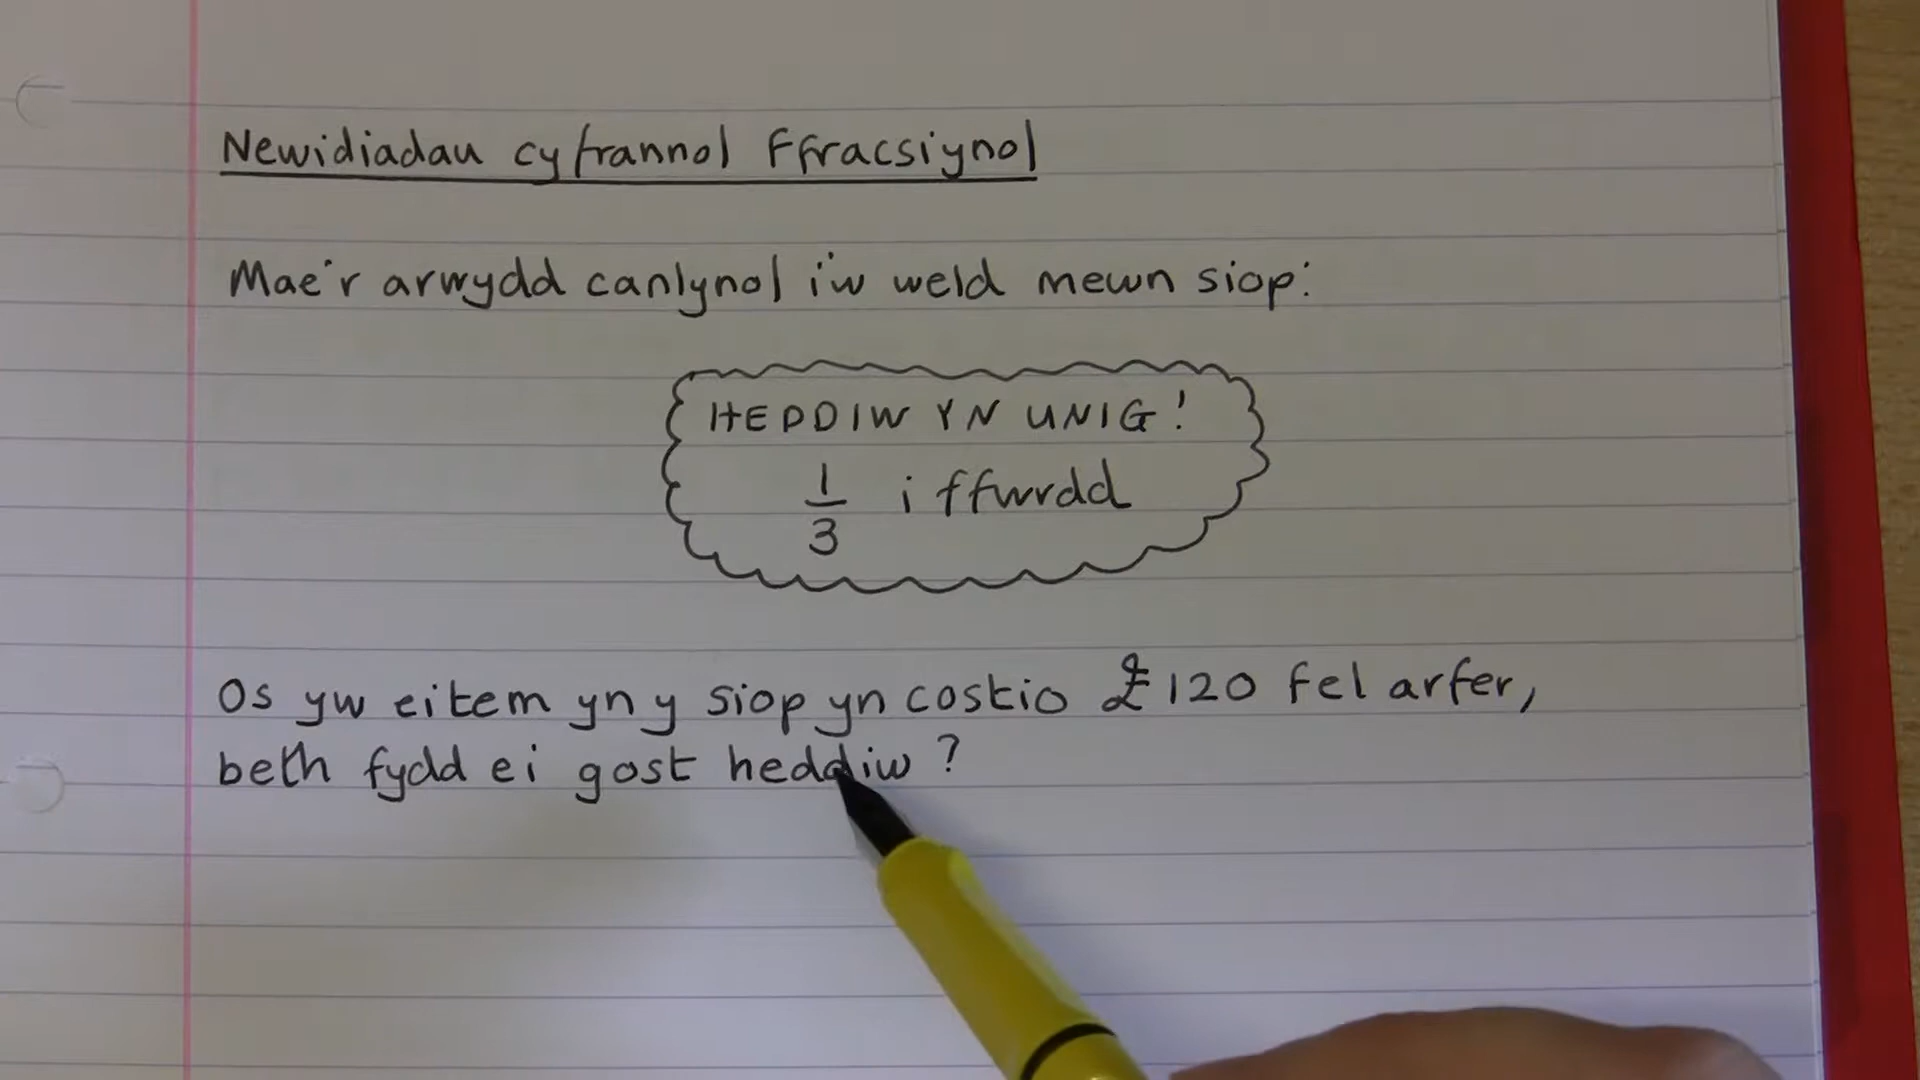 Newidiadau cyfrannol Ffracsiynol
Mae'r arwydd canlynol i'w weld mewn siop:
HEDDIW YN UNIG!
1/3 i ffwrdd
Os yw eitem yn y siop yn costio £120 fel arfer,
beth fydd ei gost heddiw?